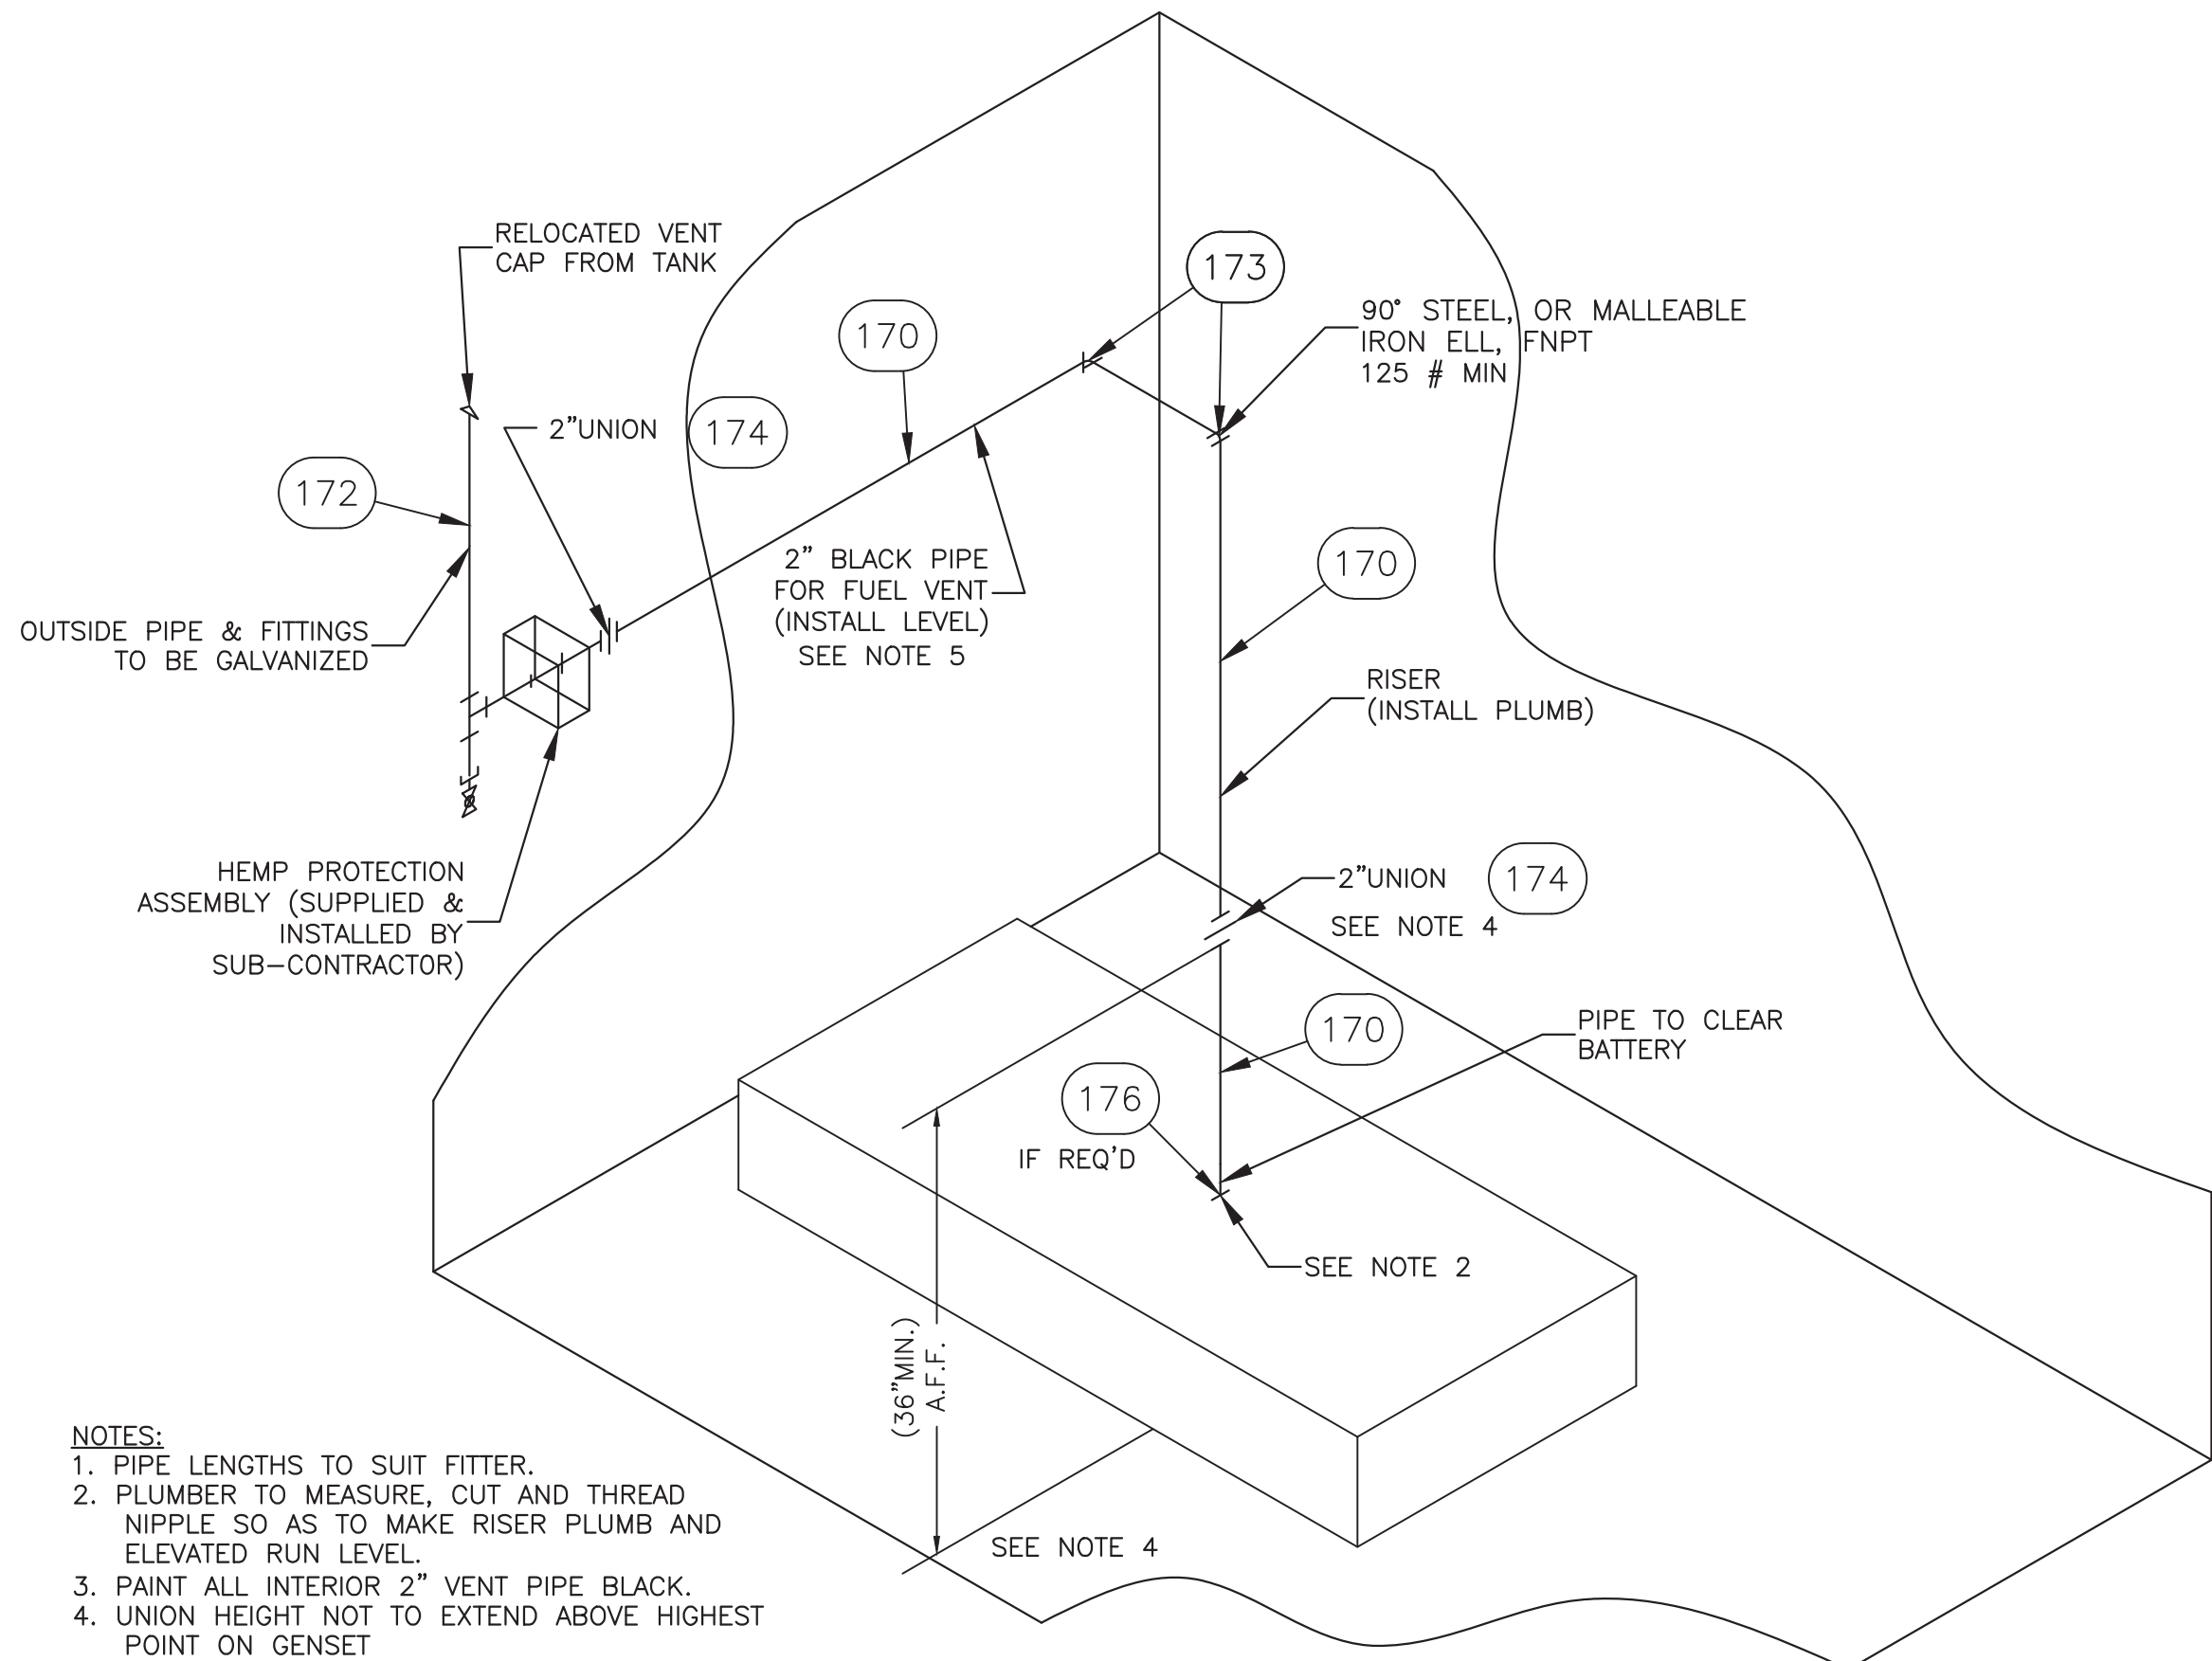 RELOCATED VENT
CAP FROM TANK
173
170
90° STEEL, OR MALLEABLE
IRON ELL, FNPT
125 # MIN
2”UNION
174
172
2” BLACK PIPE
FOR FUEL VENT
(INSTALL LEVEL)
SEE NOTE 5
170
OUTSIDE PIPE & FITTINGS
TO BE GALVANIZED
RISER
(INSTALL PLUMB)
HEMP PROTECTION
ASSEMBLY (SUPPLIED &
INSTALLED BY
SUB-CONTRACTOR)
2”UNION
174
SEE NOTE 4
170
PIPE TO CLEAR
BATTERY
176
IF REQ'D
SEE NOTE 2
(36”MIN.)
A.F.F.
SEE NOTE 4
NOTES:
1. PIPE LENGTHS TO SUIT FITTER.
2. PLUMBER TO MEASURE, CUT AND THREAD
NIPPLE SO AS TO MAKE RISER PLUMB AND
ELEVATED RUN LEVEL.
3. PAINT ALL INTERIOR 2” VENT PIPE BLACK.
4. UNION HEIGHT NOT TO EXTEND ABOVE HIGHEST
POINT ON GENSET